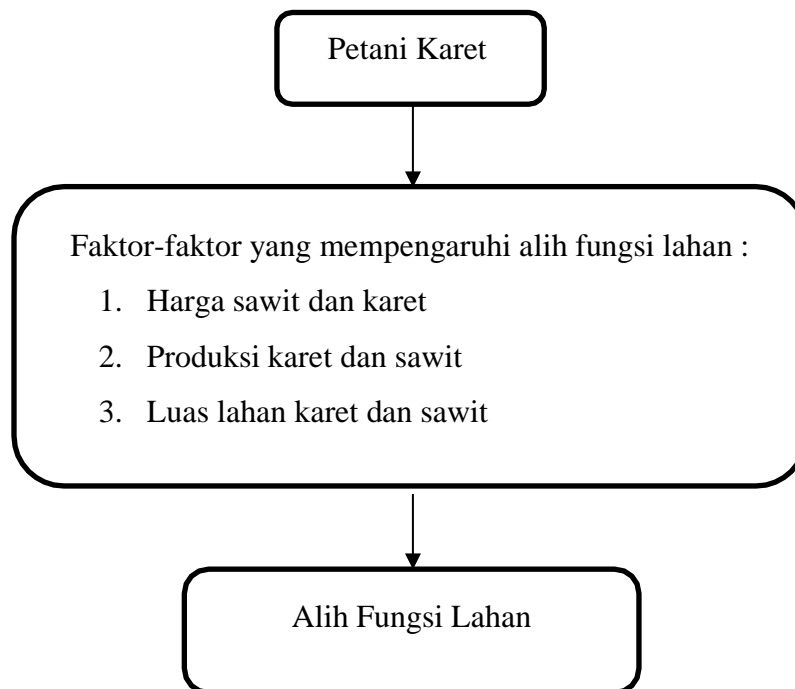 Petani Karet
Faktor-faktor yang mempengaruhi alih fungsi lahan :
1. Harga sawit dan karet
2. Produksi karet dan sawit
3. Luas lahan karet dan sawit
Alih Fungsi Lahan